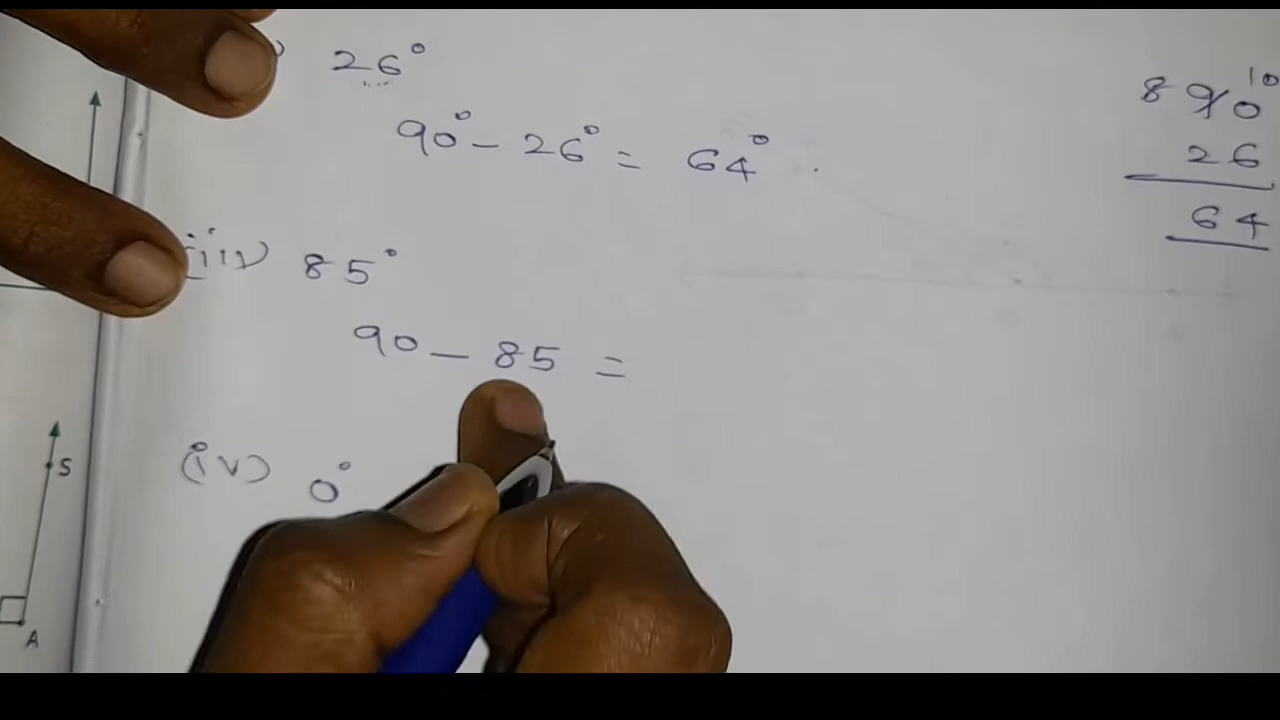 ) 26°
90° - 26° = 64°
8 9 10
0
26
64
(iii) 85°
90 - 85 =
(iv) 0°
S
A